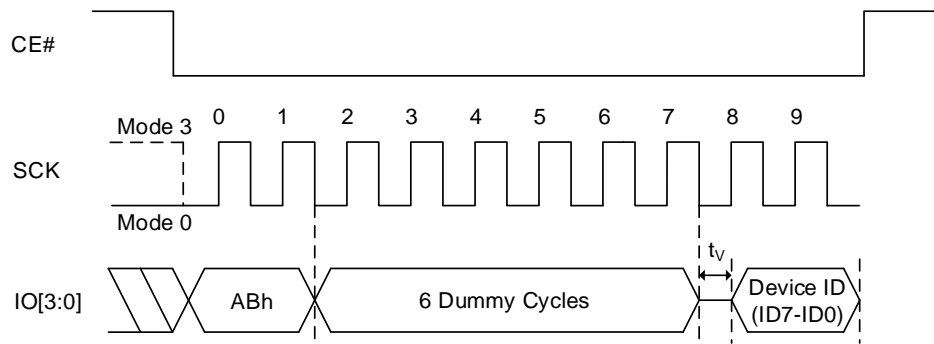 CE#
0 1 2 3 4 5 6 7 8 9
Mode 3
SCK
Mode 0
tV
IO[3:0]
ABh
6 Dummy Cycles
Device ID
(ID7-ID0)